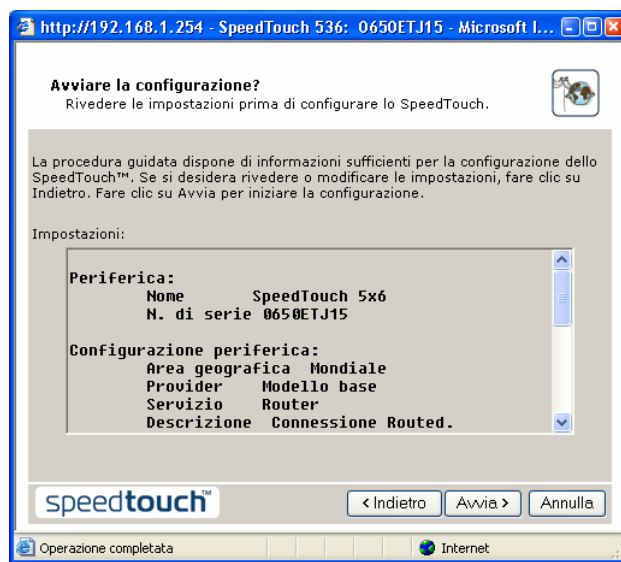 http://192.168.1.254 - SpeedTouch 536: 0650ETJ15 - Microsoft I...
Avviare la configurazione?
Rivedere le impostazioni prima di configurare lo SpeedTouch.
La procedura guidata dispone di informazioni sufficienti per la configurazione dello
SpeedTouch™. Se si desidera rivedere o modificare le impostazioni, fare clic su
Indietro. Fare clic su Avvia per iniziare la configurazione.
Impostazioni:
Periferica:
Nome SpeedTouch 5x6
N. di serie 0650ETJ15
Configurazione periferica:
Area geografica Mondiale
Provider Modello base
Servizio Router
Descrizione Connessione Routed.
speedtouch™
< Indietro Avvia > Annulla
Operazione completata Internet